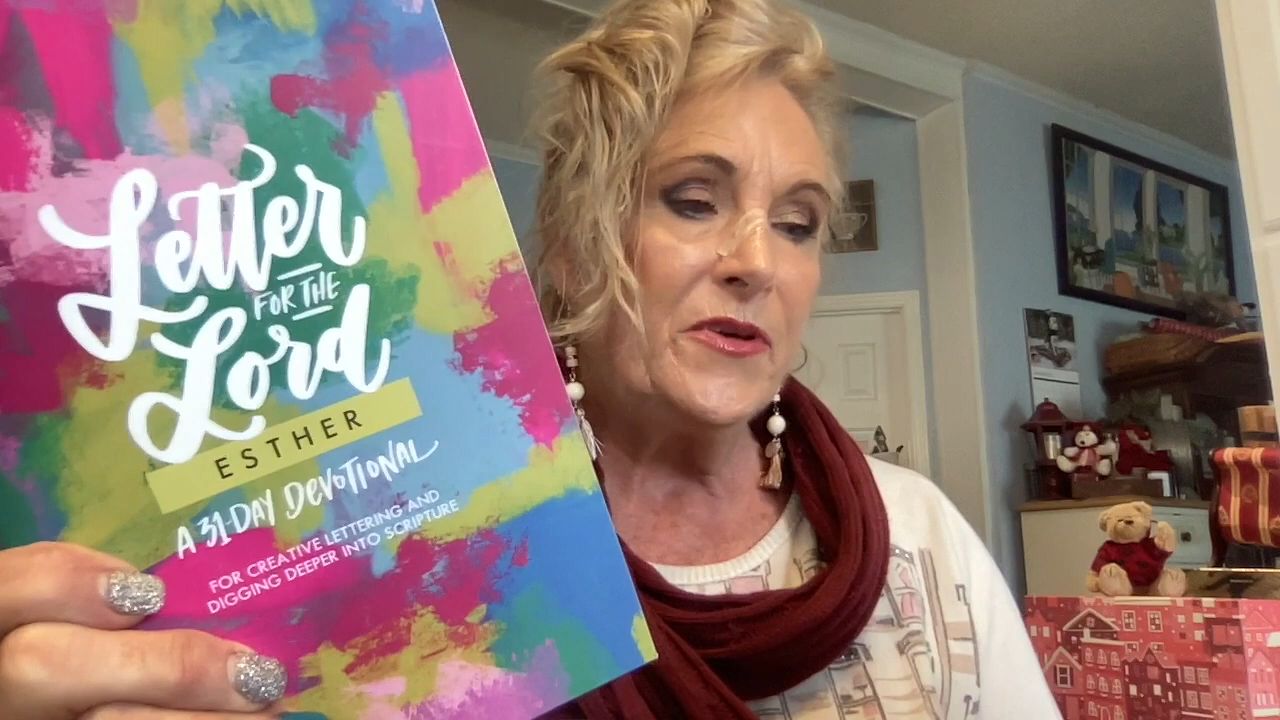 Letter
FOR THE
Lord
ESTHER
A 31-DAY DEVOTIONAL
FOR CREATIVE LETTERING AND
DIGGING DEEPER INTO SCRIPTURE